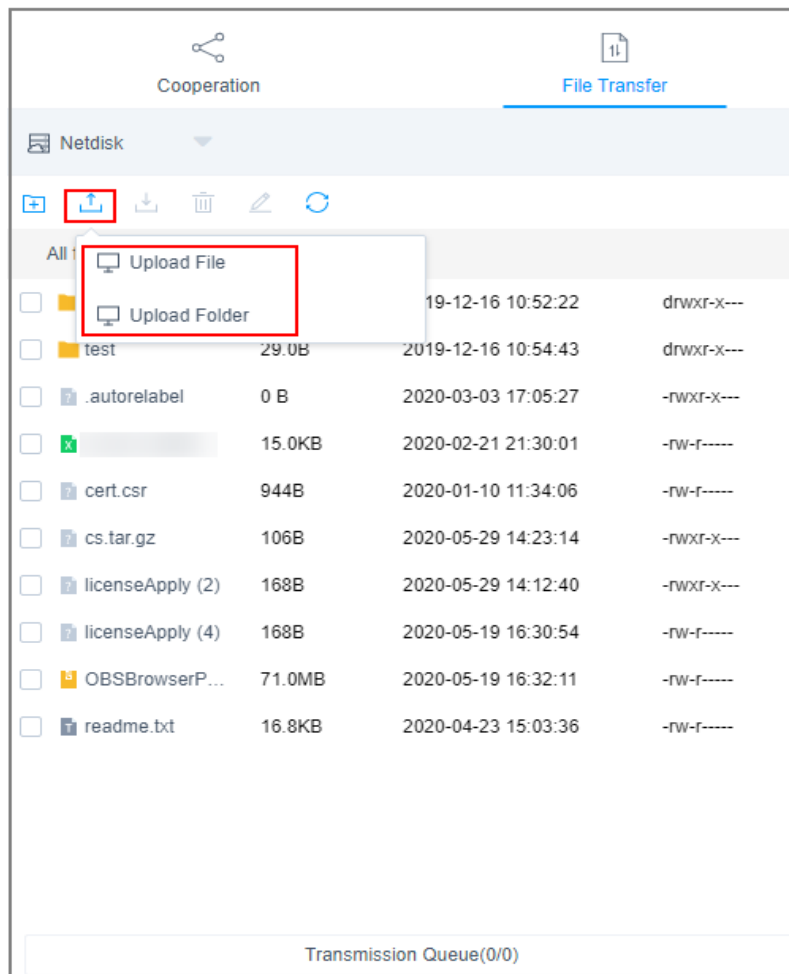 Cooperation File Transfer
Netdisk
All
Upload File
Upload Folder
19-12-16 10:52:22 drwxr-x---
test 29.0B 2019-12-16 10:54:43 drwxr-x---
.autorelabel 0 B 2020-03-03 17:05:27 -rwxr-x---
15.0KB 2020-02-21 21:30:01 -rw-r-----
cert.csr 944B 2020-01-10 11:34:06 -rw-r-----
cs.tar.gz 106B 2020-05-29 14:23:14 -rwxr-x---
licenseApply (2) 168B 2020-05-29 14:12:40 -rwxr-x---
licenseApply (4) 168B 2020-05-19 16:30:54 -rw-r-----
OBSBrowserP... 71.0MB 2020-05-19 16:32:11 -rw-r-----
readme.txt 16.8KB 2020-04-23 15:03:36 -rw-r-----
Transmission Queue(0/0)